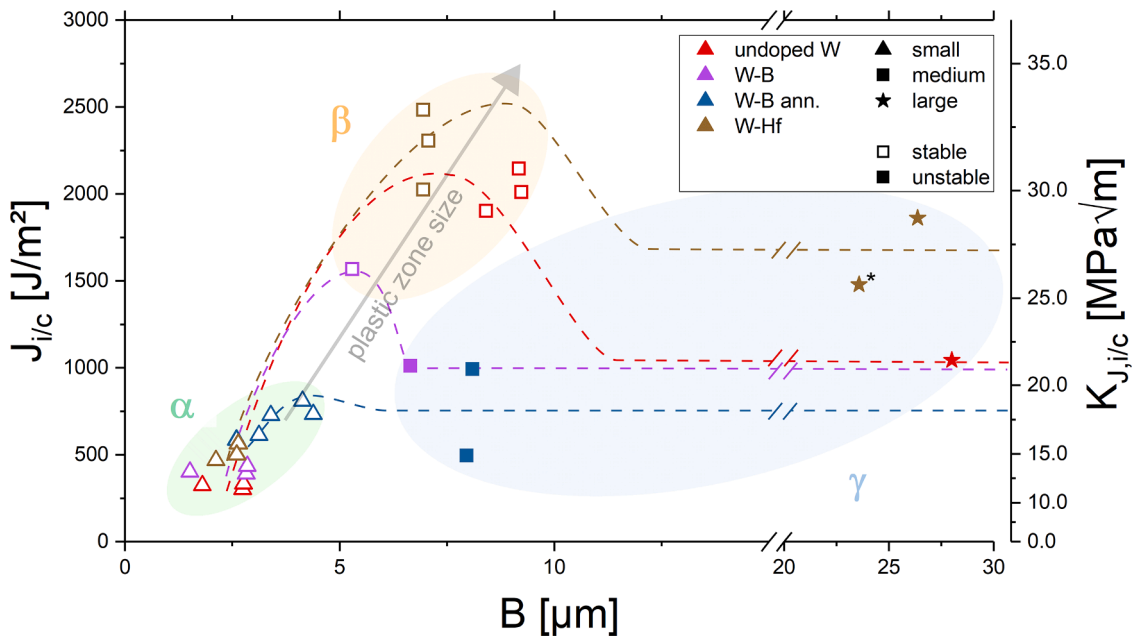 3000
2500
2000
1500
1000
500
0
J i/c [J/m²]
0
5
10
20
25
30
B [µm]
35.0
30.0
25.0
20.0
15.0
10.0
0.0
K J,i/c [MPa√m]
undoped W
W-B
W-B ann.
W-Hf
small
medium
large
stable
unstable
β
α
γ
plastic zone size
*